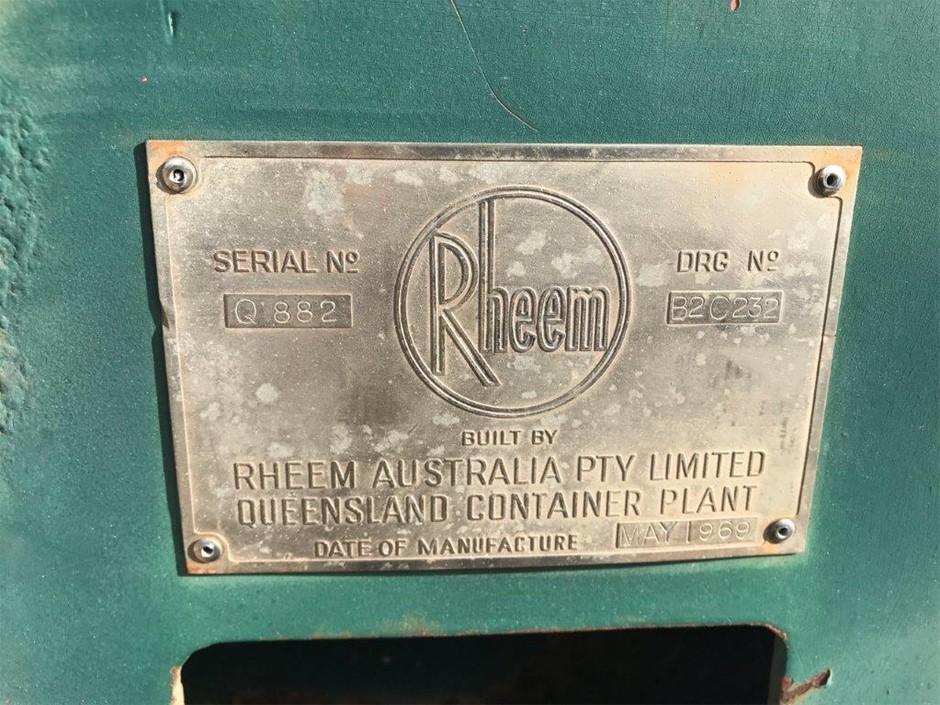 SERIAL Nº
Q 882
Rheem
DRG Nº
B2C232
BUILT BY
RHEEM AUSTRALIA PTY LIMITED
QUEENSLAND CONTAINER PLANT
DATE OF MANUFACTURE MAY 1969